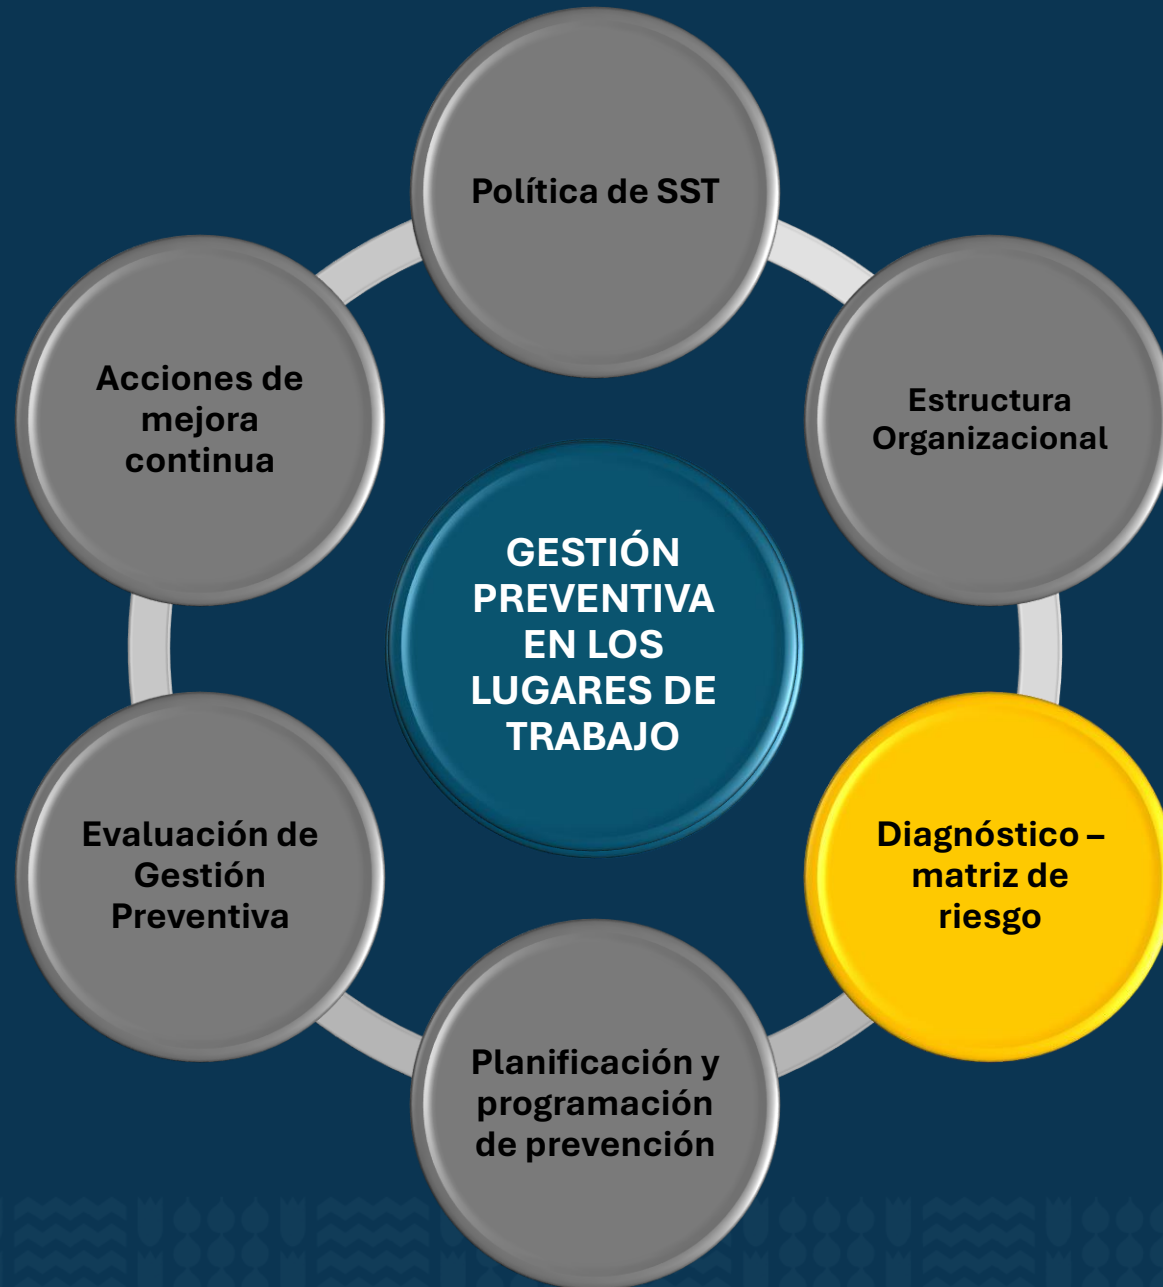 Política de SST
Estructura
Organizacional
Diagnóstico –
matriz de
riesgo
Planificación y
programación
de prevención
Evaluación de
Gestión
Preventiva
Acciones de
mejora
continua
GESTIÓN
PREVENTIVA
EN LOS
LUGARES DE
TRABAJO